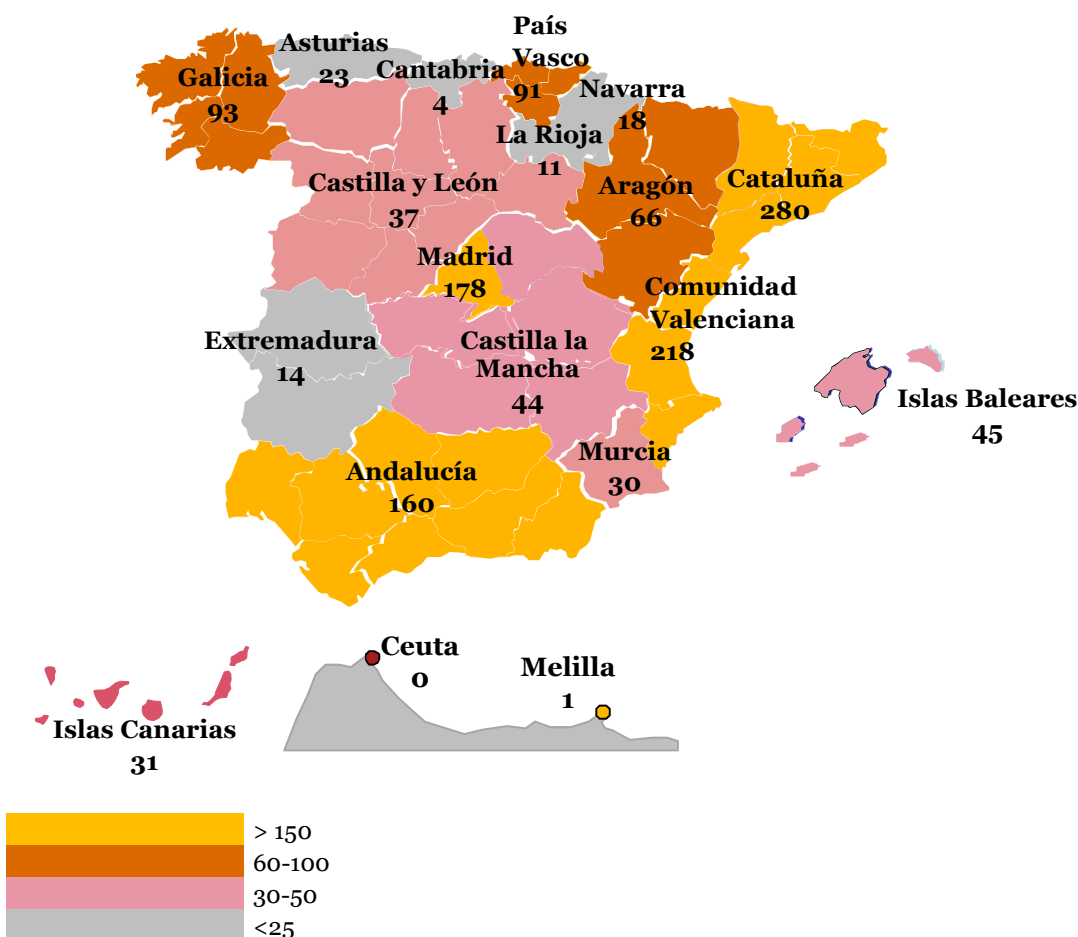 País
Vasco
91
Asturias
23
Cantabria
4
Galicia
93
Navarra
18
La Rioja
11
Castilla y León
37
Aragón
66
Cataluña
280
Madrid
178
Comunidad
Valenciana
218
Extremadura
14
Castilla la
Mancha
44
Islas Baleares
45
Murcia
30
Andalucía
160
Ceuta
0
Melilla
1
Islas Canarias
31
> 150
60-100
30-50
<25